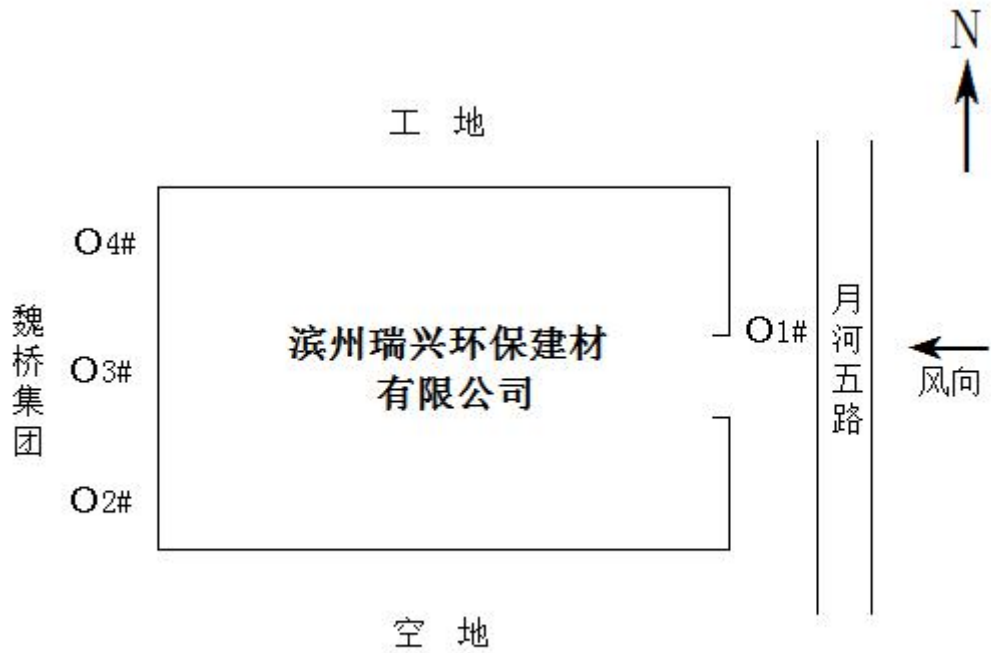 N
工 地
O4#
魏桥集团
滨州瑞兴环保建材
有限公司
O1#
月河五路
风向
O3#
O2#
空 地